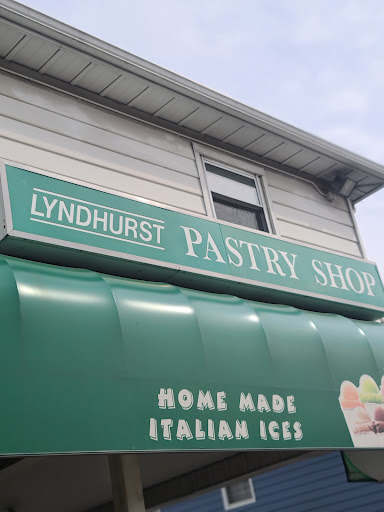 LYNDHURST PASTRY SHOP
HOME MADE
ITALIAN ICES